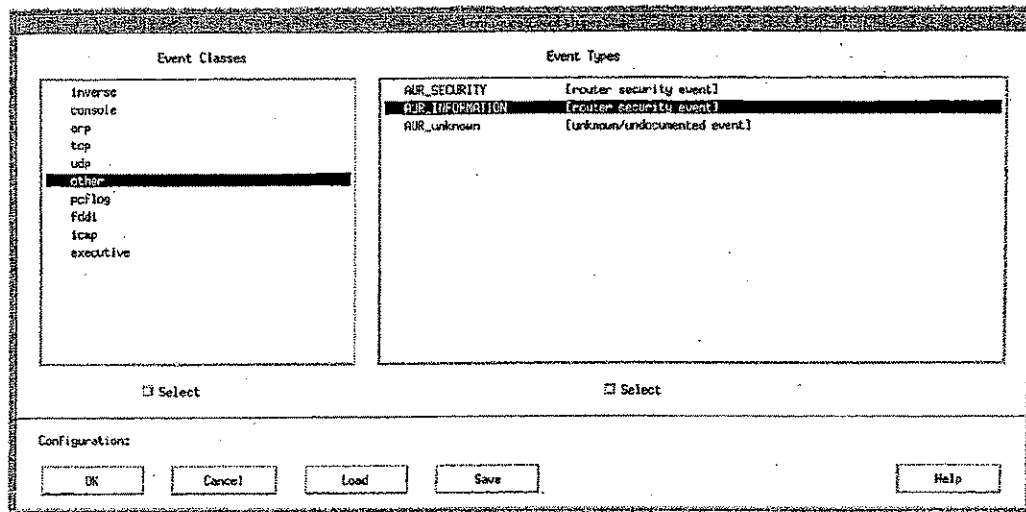 Event Classes
Event Types
inverse
console
arp
tcp
udp
other
pcflog
fddi
icmp
executive
AUR_SECURITY [router security event]
AUR_INFORMATION [router security event]
AUR_unknown [unknown/undocumented event]
Select
Select
Configuration:
OK
Cancel
Load
Save
Help